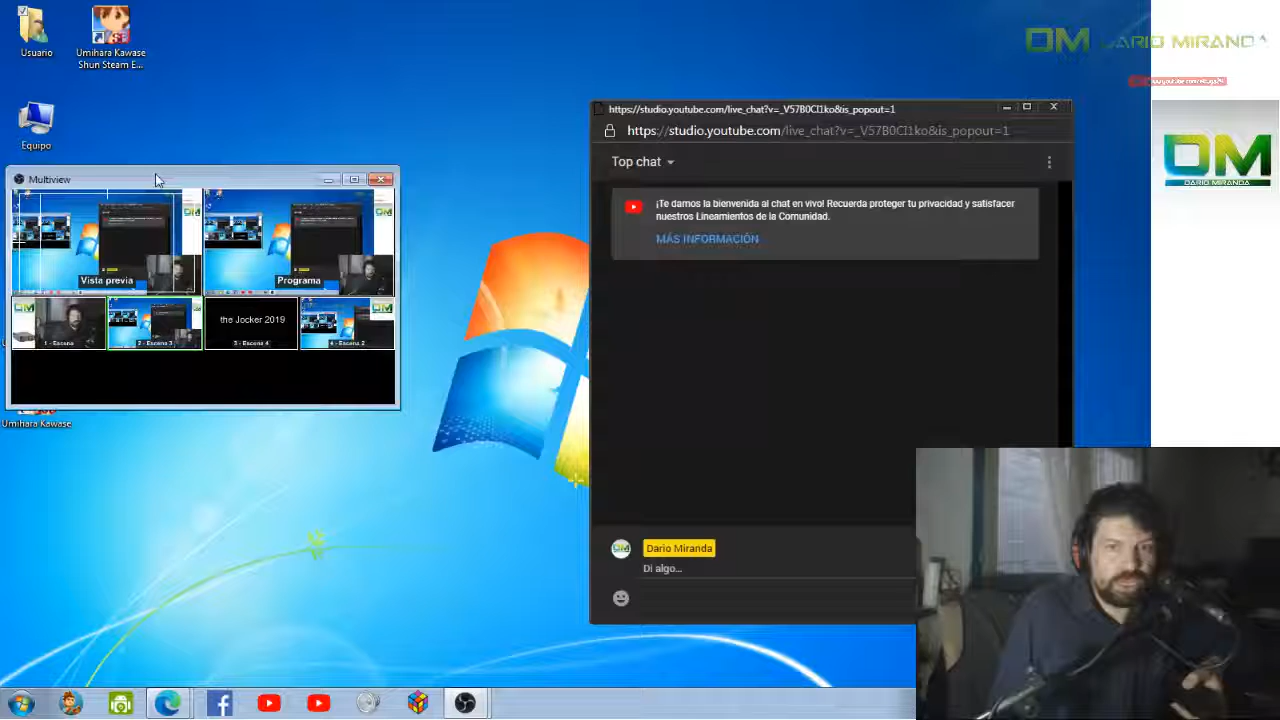 Usuario
Umihara Kawase
Shun Steam E...
Equipo
Multiview
Vista previa
Programa
1 - Escena
2 - Escena 3
the Jocker 2019
3 - Escena 4
4 - Escena 2
Umihara Kawase
https://studio.youtube.com/live_chat?v=_V57B0CI1ko&is_popout=1
https://studio.youtube.com/live_chat?v=_V57B0CI1ko&is_popout=1
Top chat
¡Te damos la bienvenida al chat en vivo! Recuerda proteger tu privacidad y satisfacer
nuestros Lineamientos de la Comunidad.
MÁS INFORMACIÓN
DM
Dario Miranda
Di algo...
DM DARIO MIRANDA
DM
DARIO MIRANDA